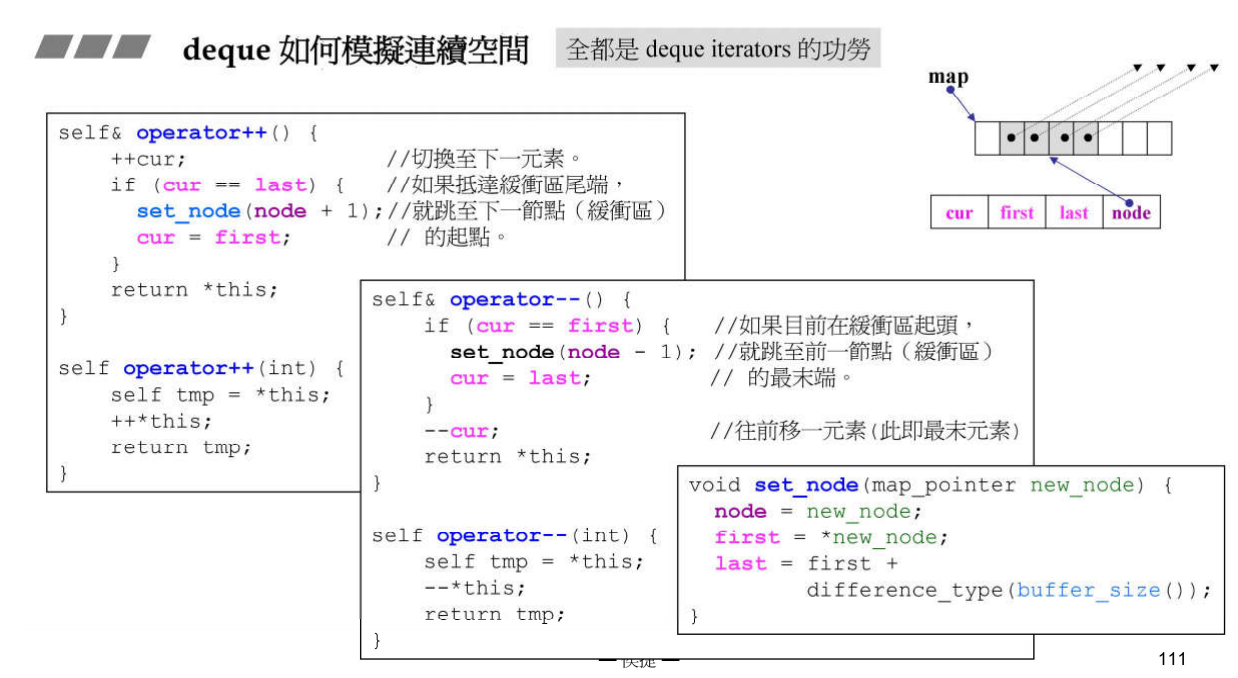 deque 如何模擬連續空間
全都是 deque iterators 的功勞
map
cur first last node
self& operator++() {
++cur; //切換至下一元素。
if (cur == last) { //如果抵達緩衝區尾端，
set_node(node + 1);//就跳至下一節點（緩衝區）
cur = first; // 的起點。
}
return *this;
}
self operator++(int) {
self tmp = *this;
++*this;
return tmp;
}
self& operator--() {
if (cur == first) { //如果目前在緩衝區起頭，
set_node(node - 1); //就跳至前一節點（緩衝區）
cur = last; // 的最末端。
}
--cur; //往前移一元素(此即最末元素)
return *this;
}
self operator--(int) {
self tmp = *this;
--*this;
return tmp;
}
void set_node(map_pointer new_node) {
node = new_node;
first = *new_node;
last = first +
difference_type(buffer_size());
}
— 侯捷 —
111